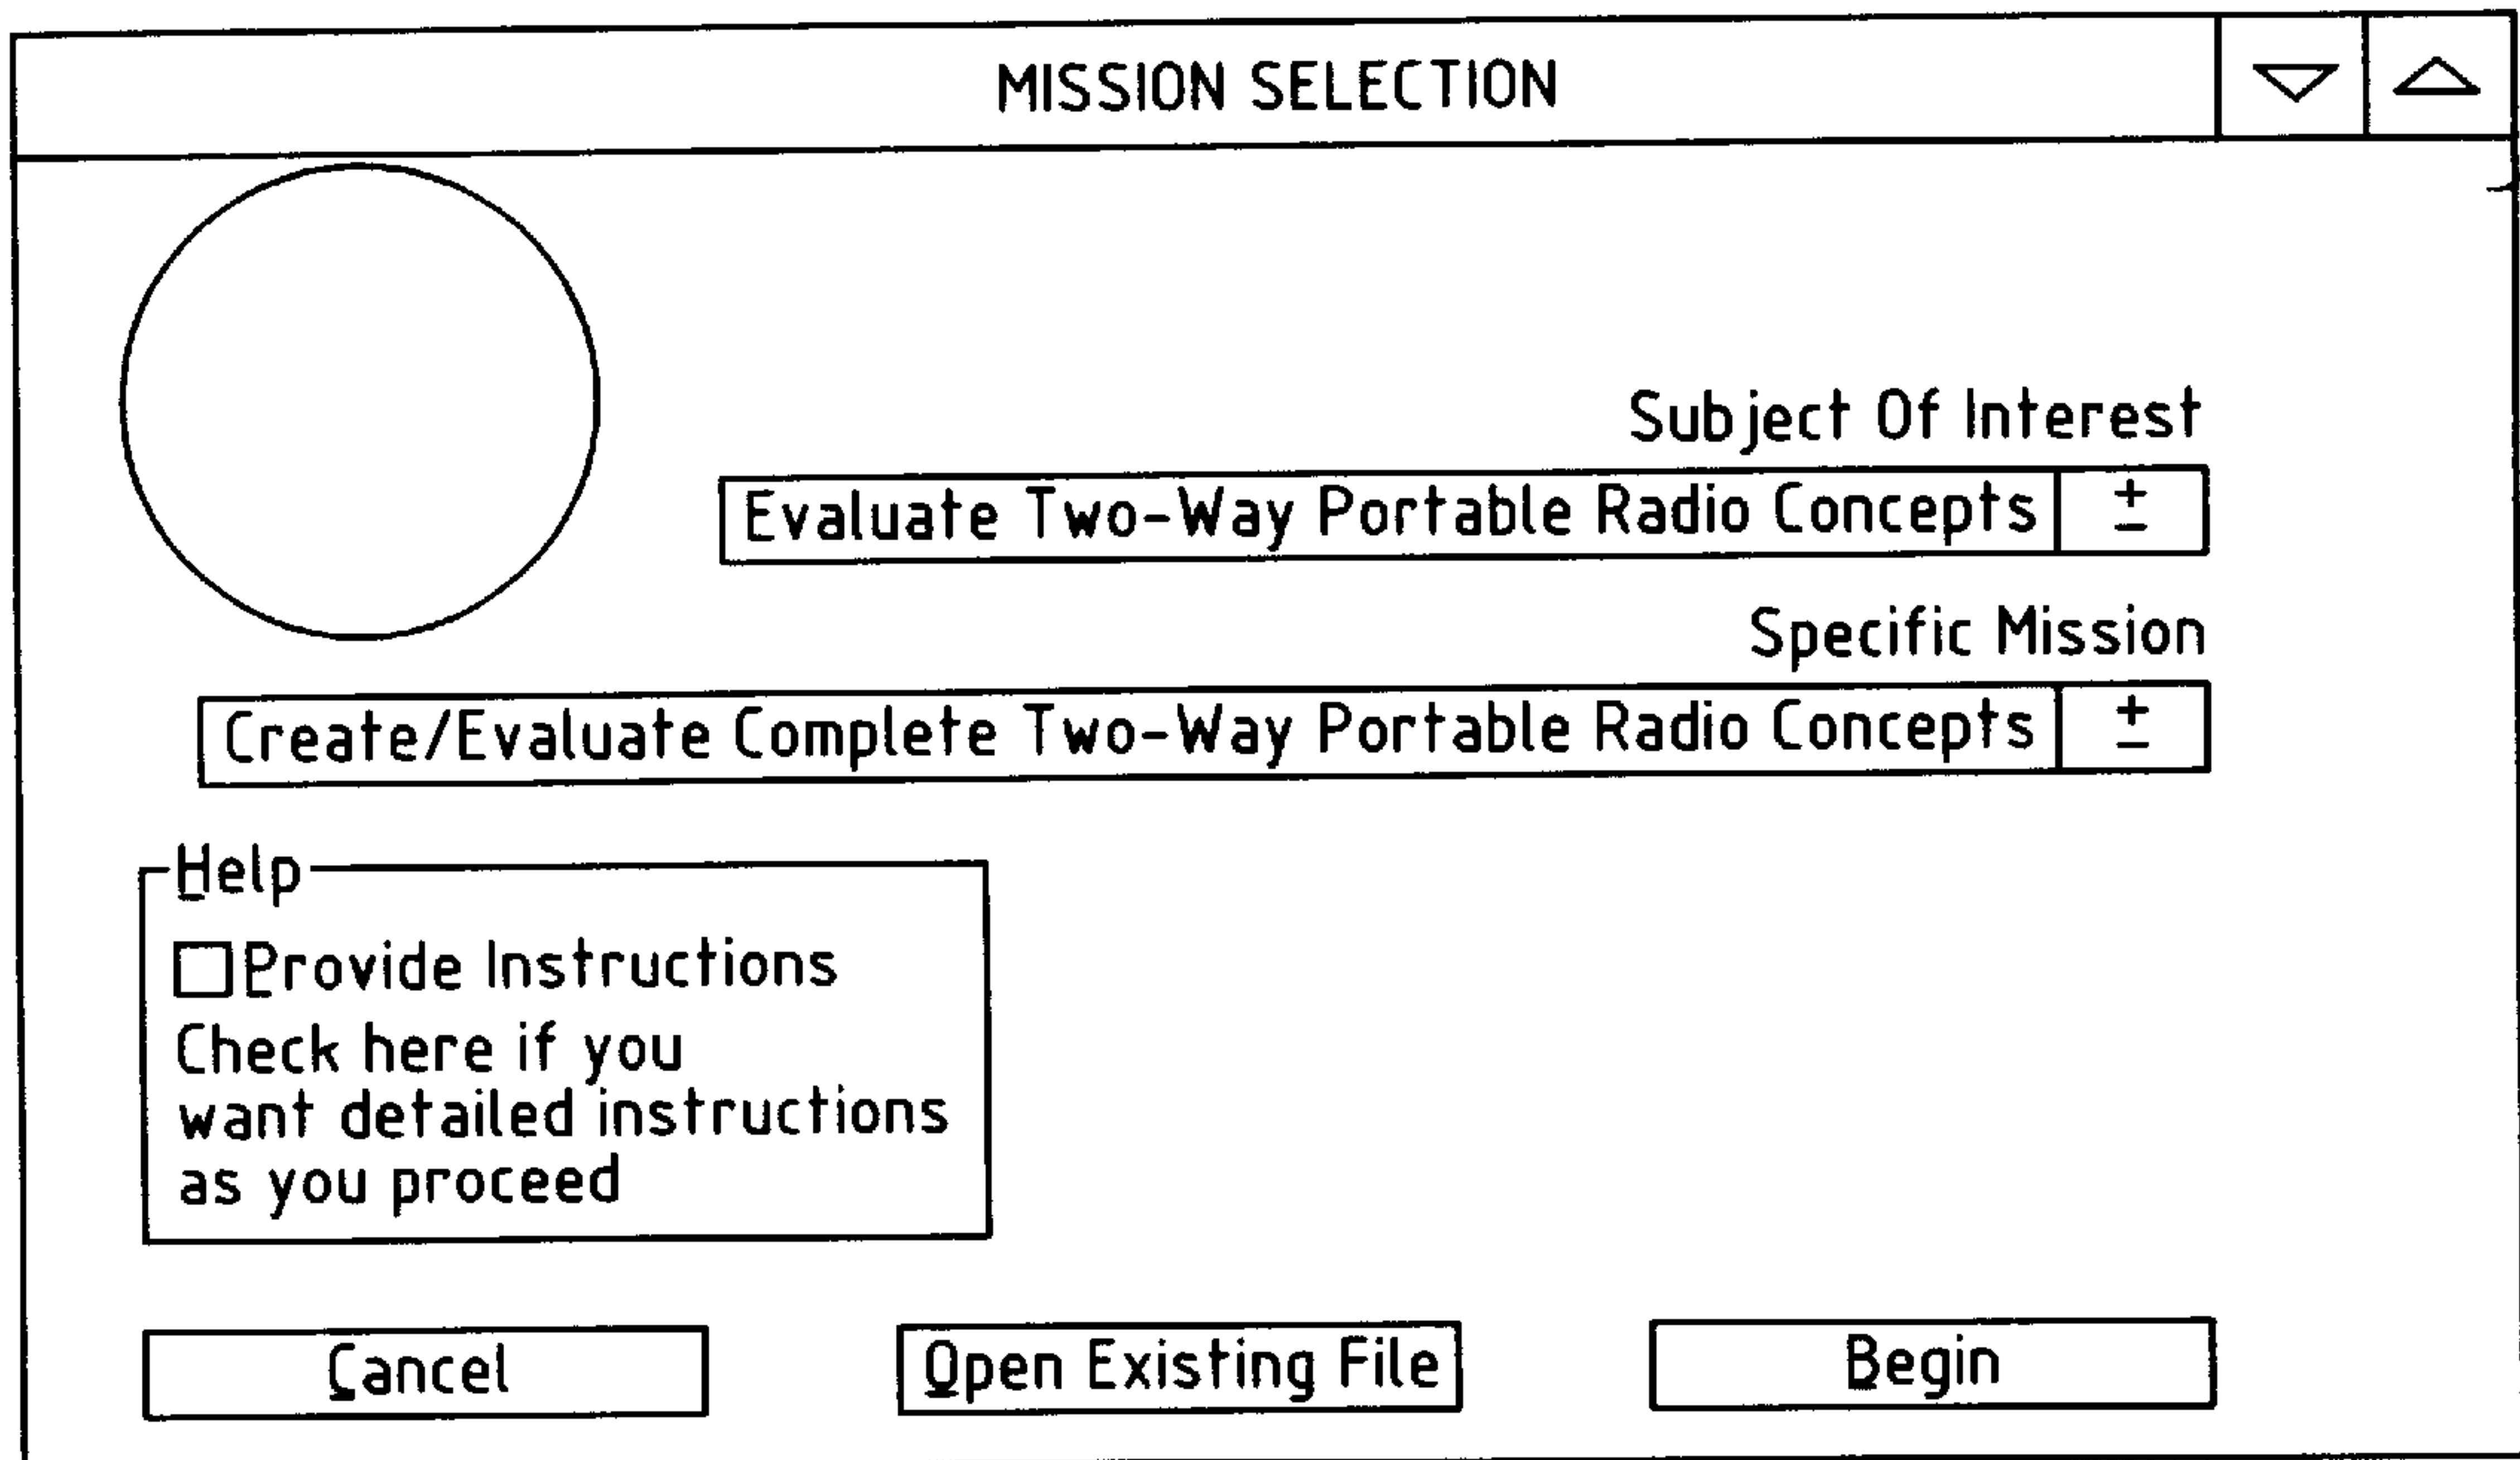 MISSION SELECTION
Subject Of Interest
Evaluate Two-Way Portable Radio Concepts ±
Specific Mission
Create/Evaluate Complete Two-Way Portable Radio Concepts ±
Help
Provide Instructions
Check here if you
want detailed instructions
as you proceed
Cancel
Open Existing File
Begin